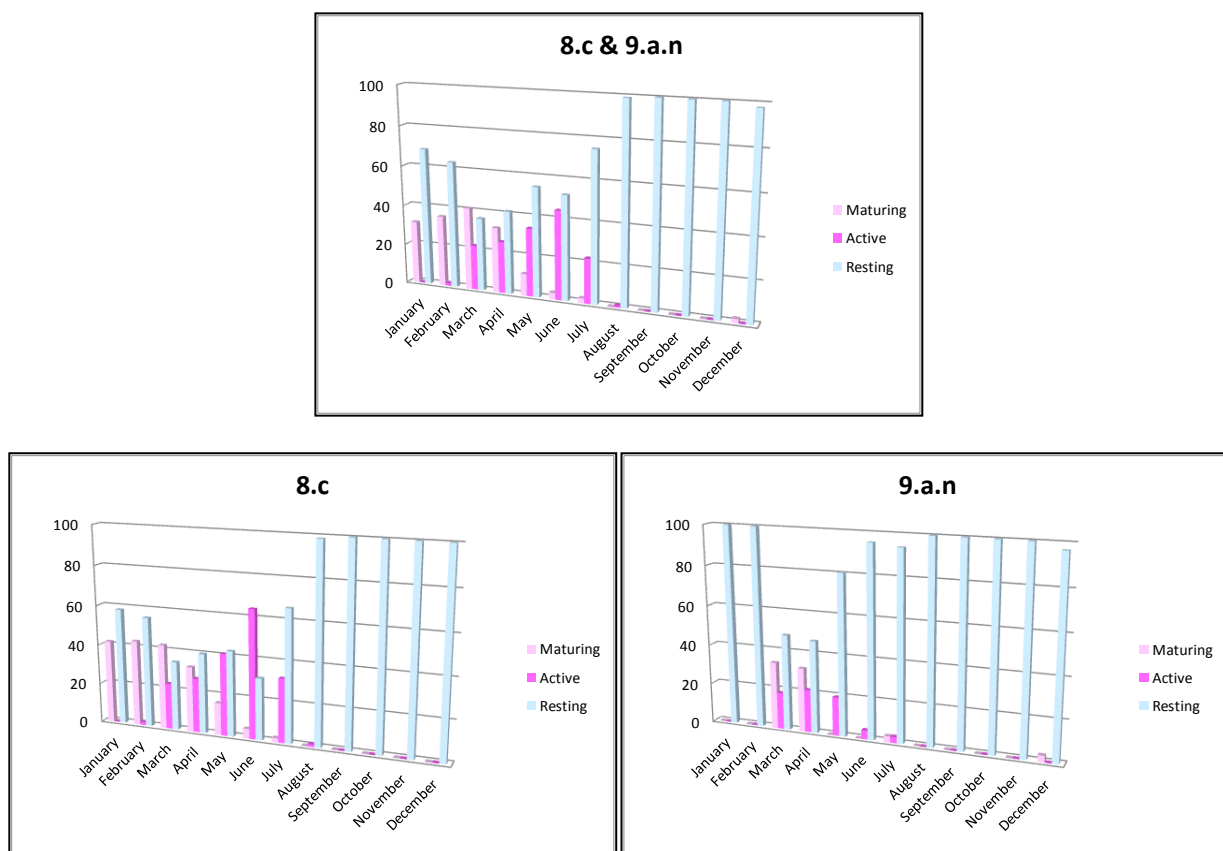 8.c & 9.a.n
100
80
60
40
20
0
January
February
March
April
May
June
July
August
September
October
November
December
Maturing
Active
Resting
8.c
100
80
60
40
20
0
January
February
March
April
May
June
July
August
September
October
November
December
Maturing
Active
Resting
9.a.n
100
80
60
40
20
0
January
February
March
April
May
June
July
August
September
October
November
December
Maturing
Active
Resting